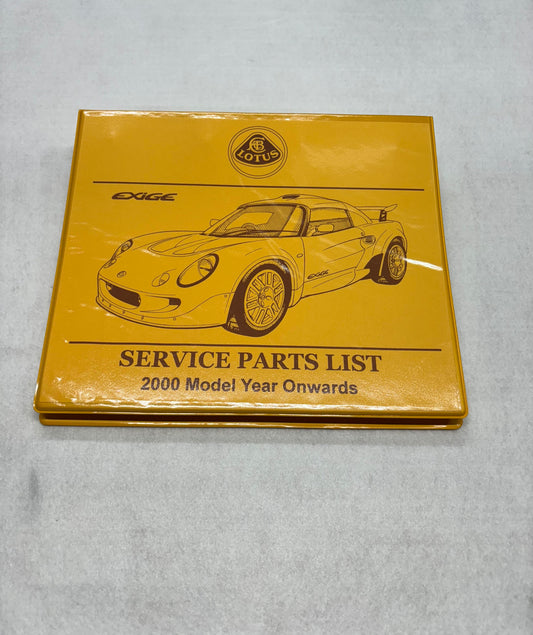 LOTUS
EXIGE
EXIGE
SERVICE PARTS LIST
2000 Model Year Onwards